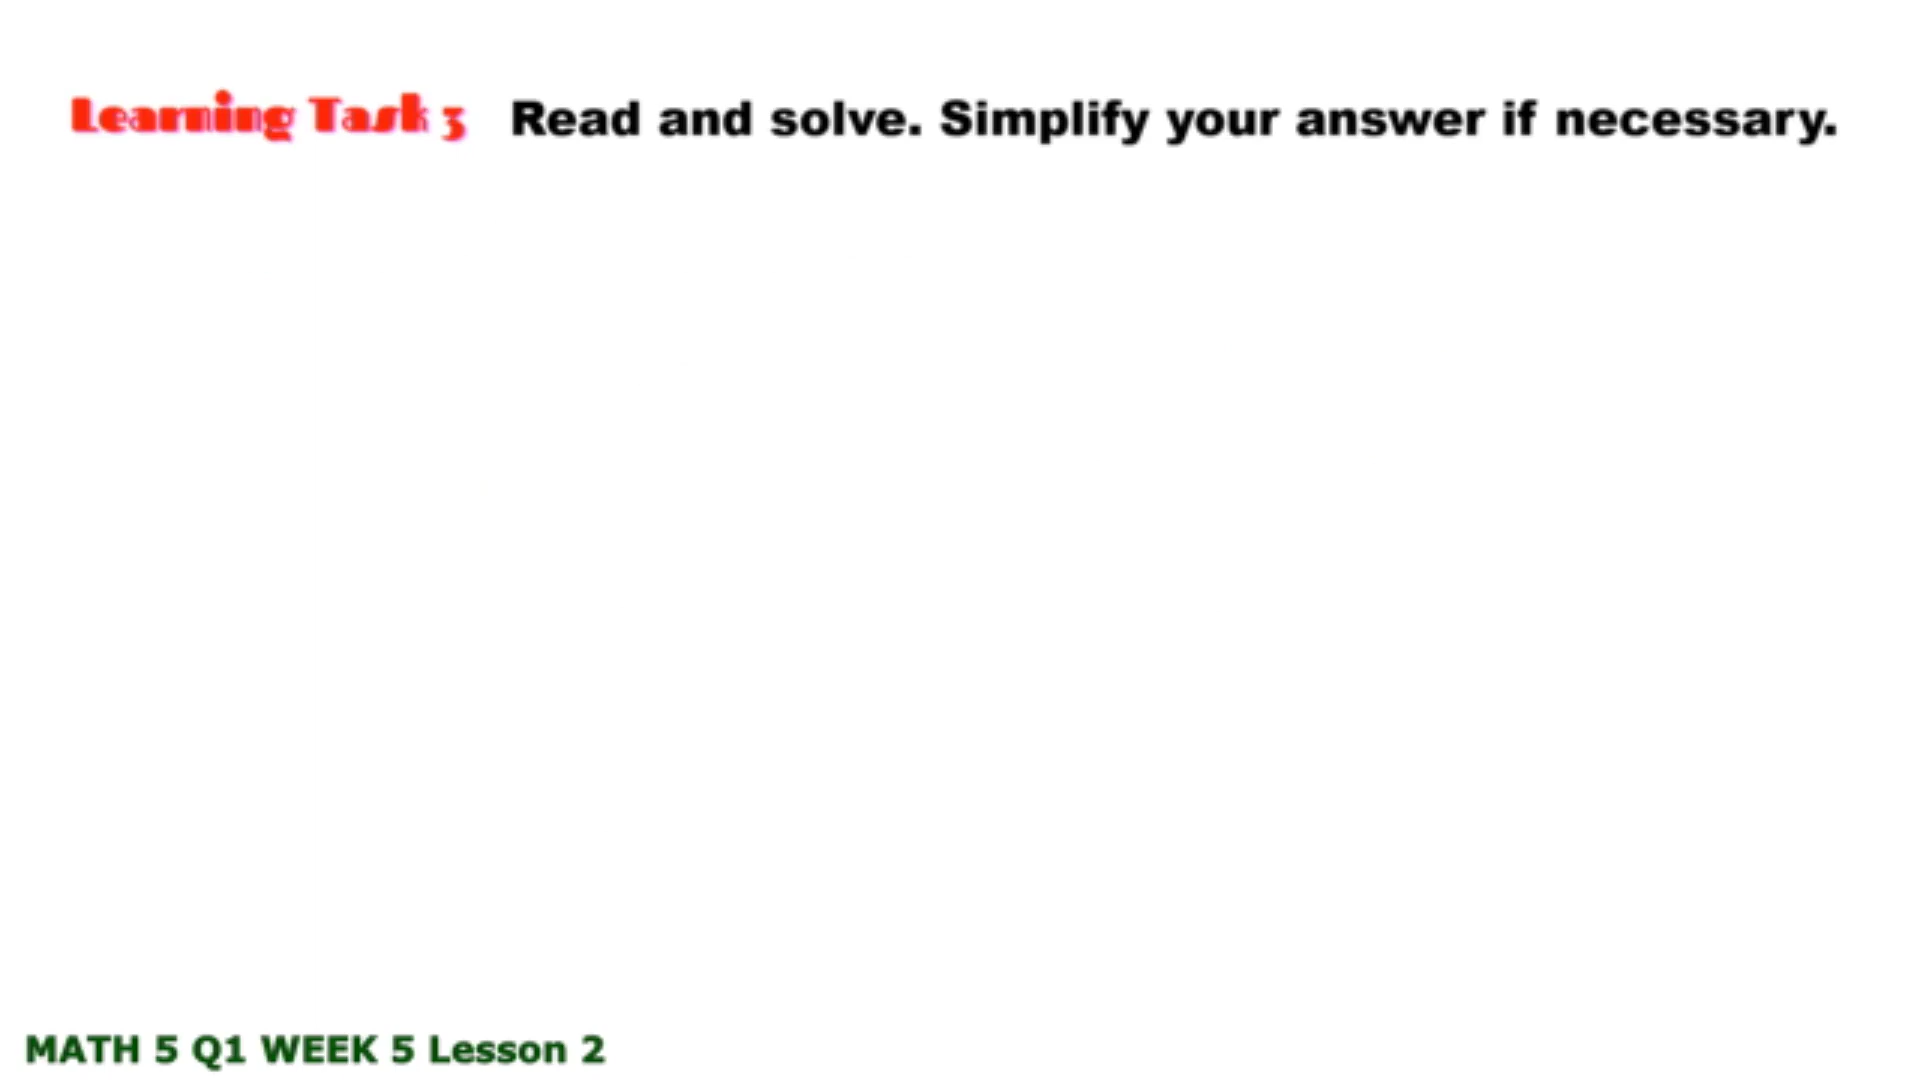 Learning Task 3 Read and solve. Simplify your answer if necessary.
MATH 5 Q1 WEEK 5 Lesson 2